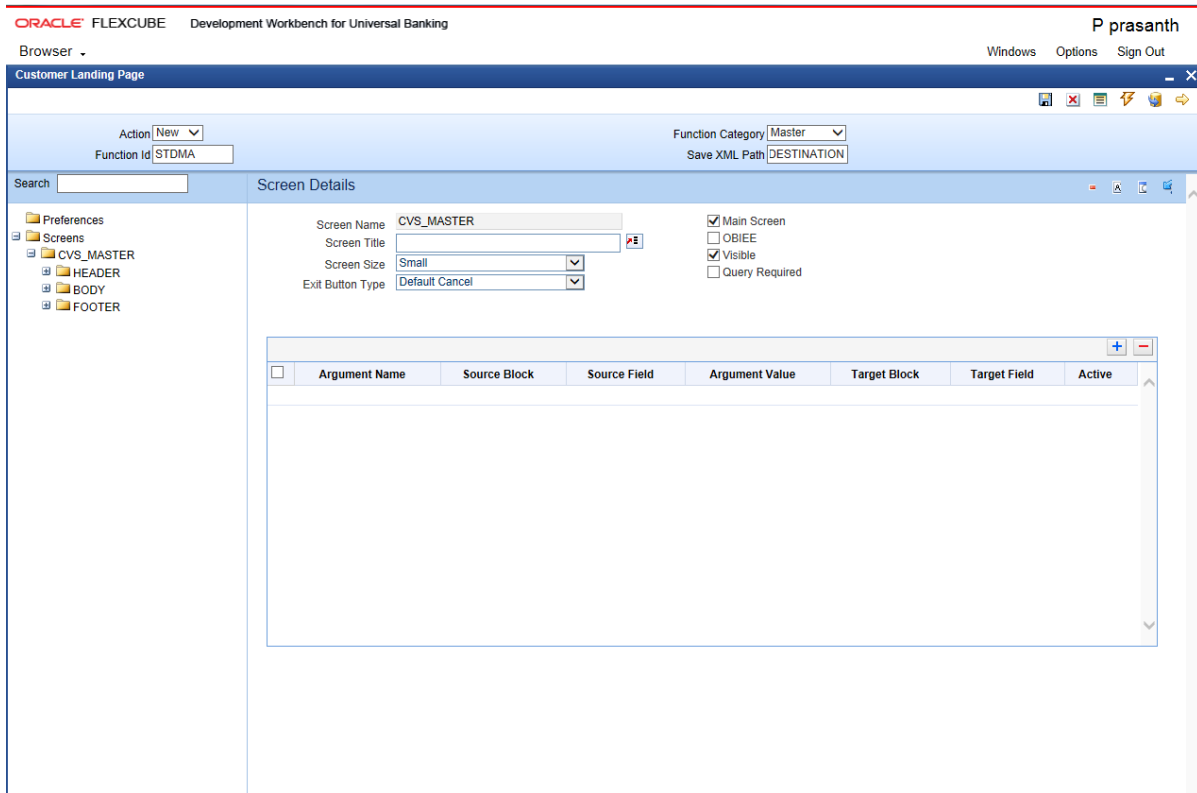 ORACLE FLEXCUBE Development Workbench for Universal Banking
P prasanth
Browser
Windows Options Sign Out
Customer Landing Page
Action New
Function Category Master
Function Id STDMA
Save XML Path DESTINATION
Search
Screen Details
Preferences
Screens
CVS_MASTER
HEADER
BODY
FOOTER
Screen Name CVS_MASTER
Screen Title
Screen Size Small
Exit Button Type Default Cancel
Main Screen
OBIEE
Visible
Query Required
Argument Name Source Block Source Field Argument Value Target Block Target Field Active